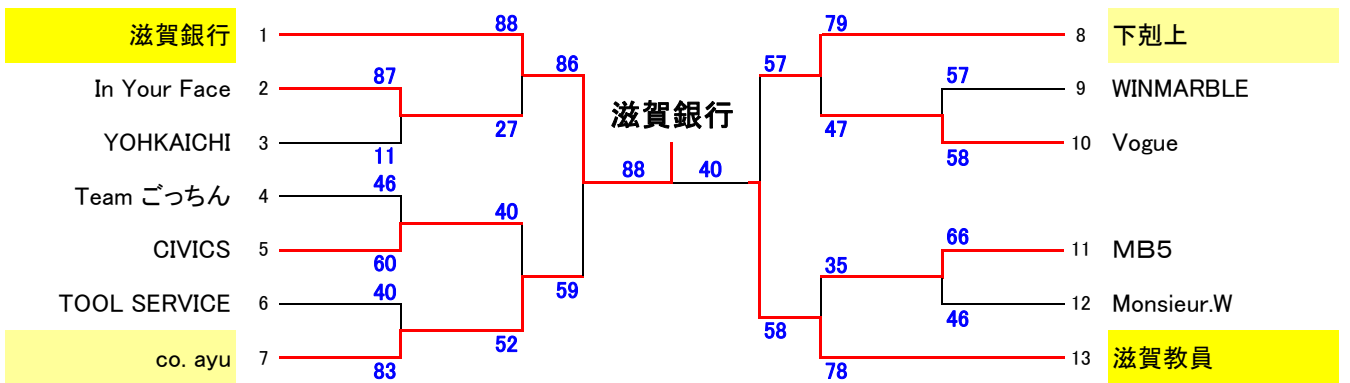 滋賀銀行 1 88 79 8 下剋上
In Your Face 2 87 86 57 57 9 WINMARBLE
滋賀銀行
YOHKAICHI 3 11 27 47 58 10 Vogue
88 40
Team ごっちん 4 46
40
CIVICS 5 60 66 11 MB5
35
TOOL SERVICE 6 40 59 58 46 12 Monsieur.W
co. ayu 7 83 52 78 13 滋賀教員